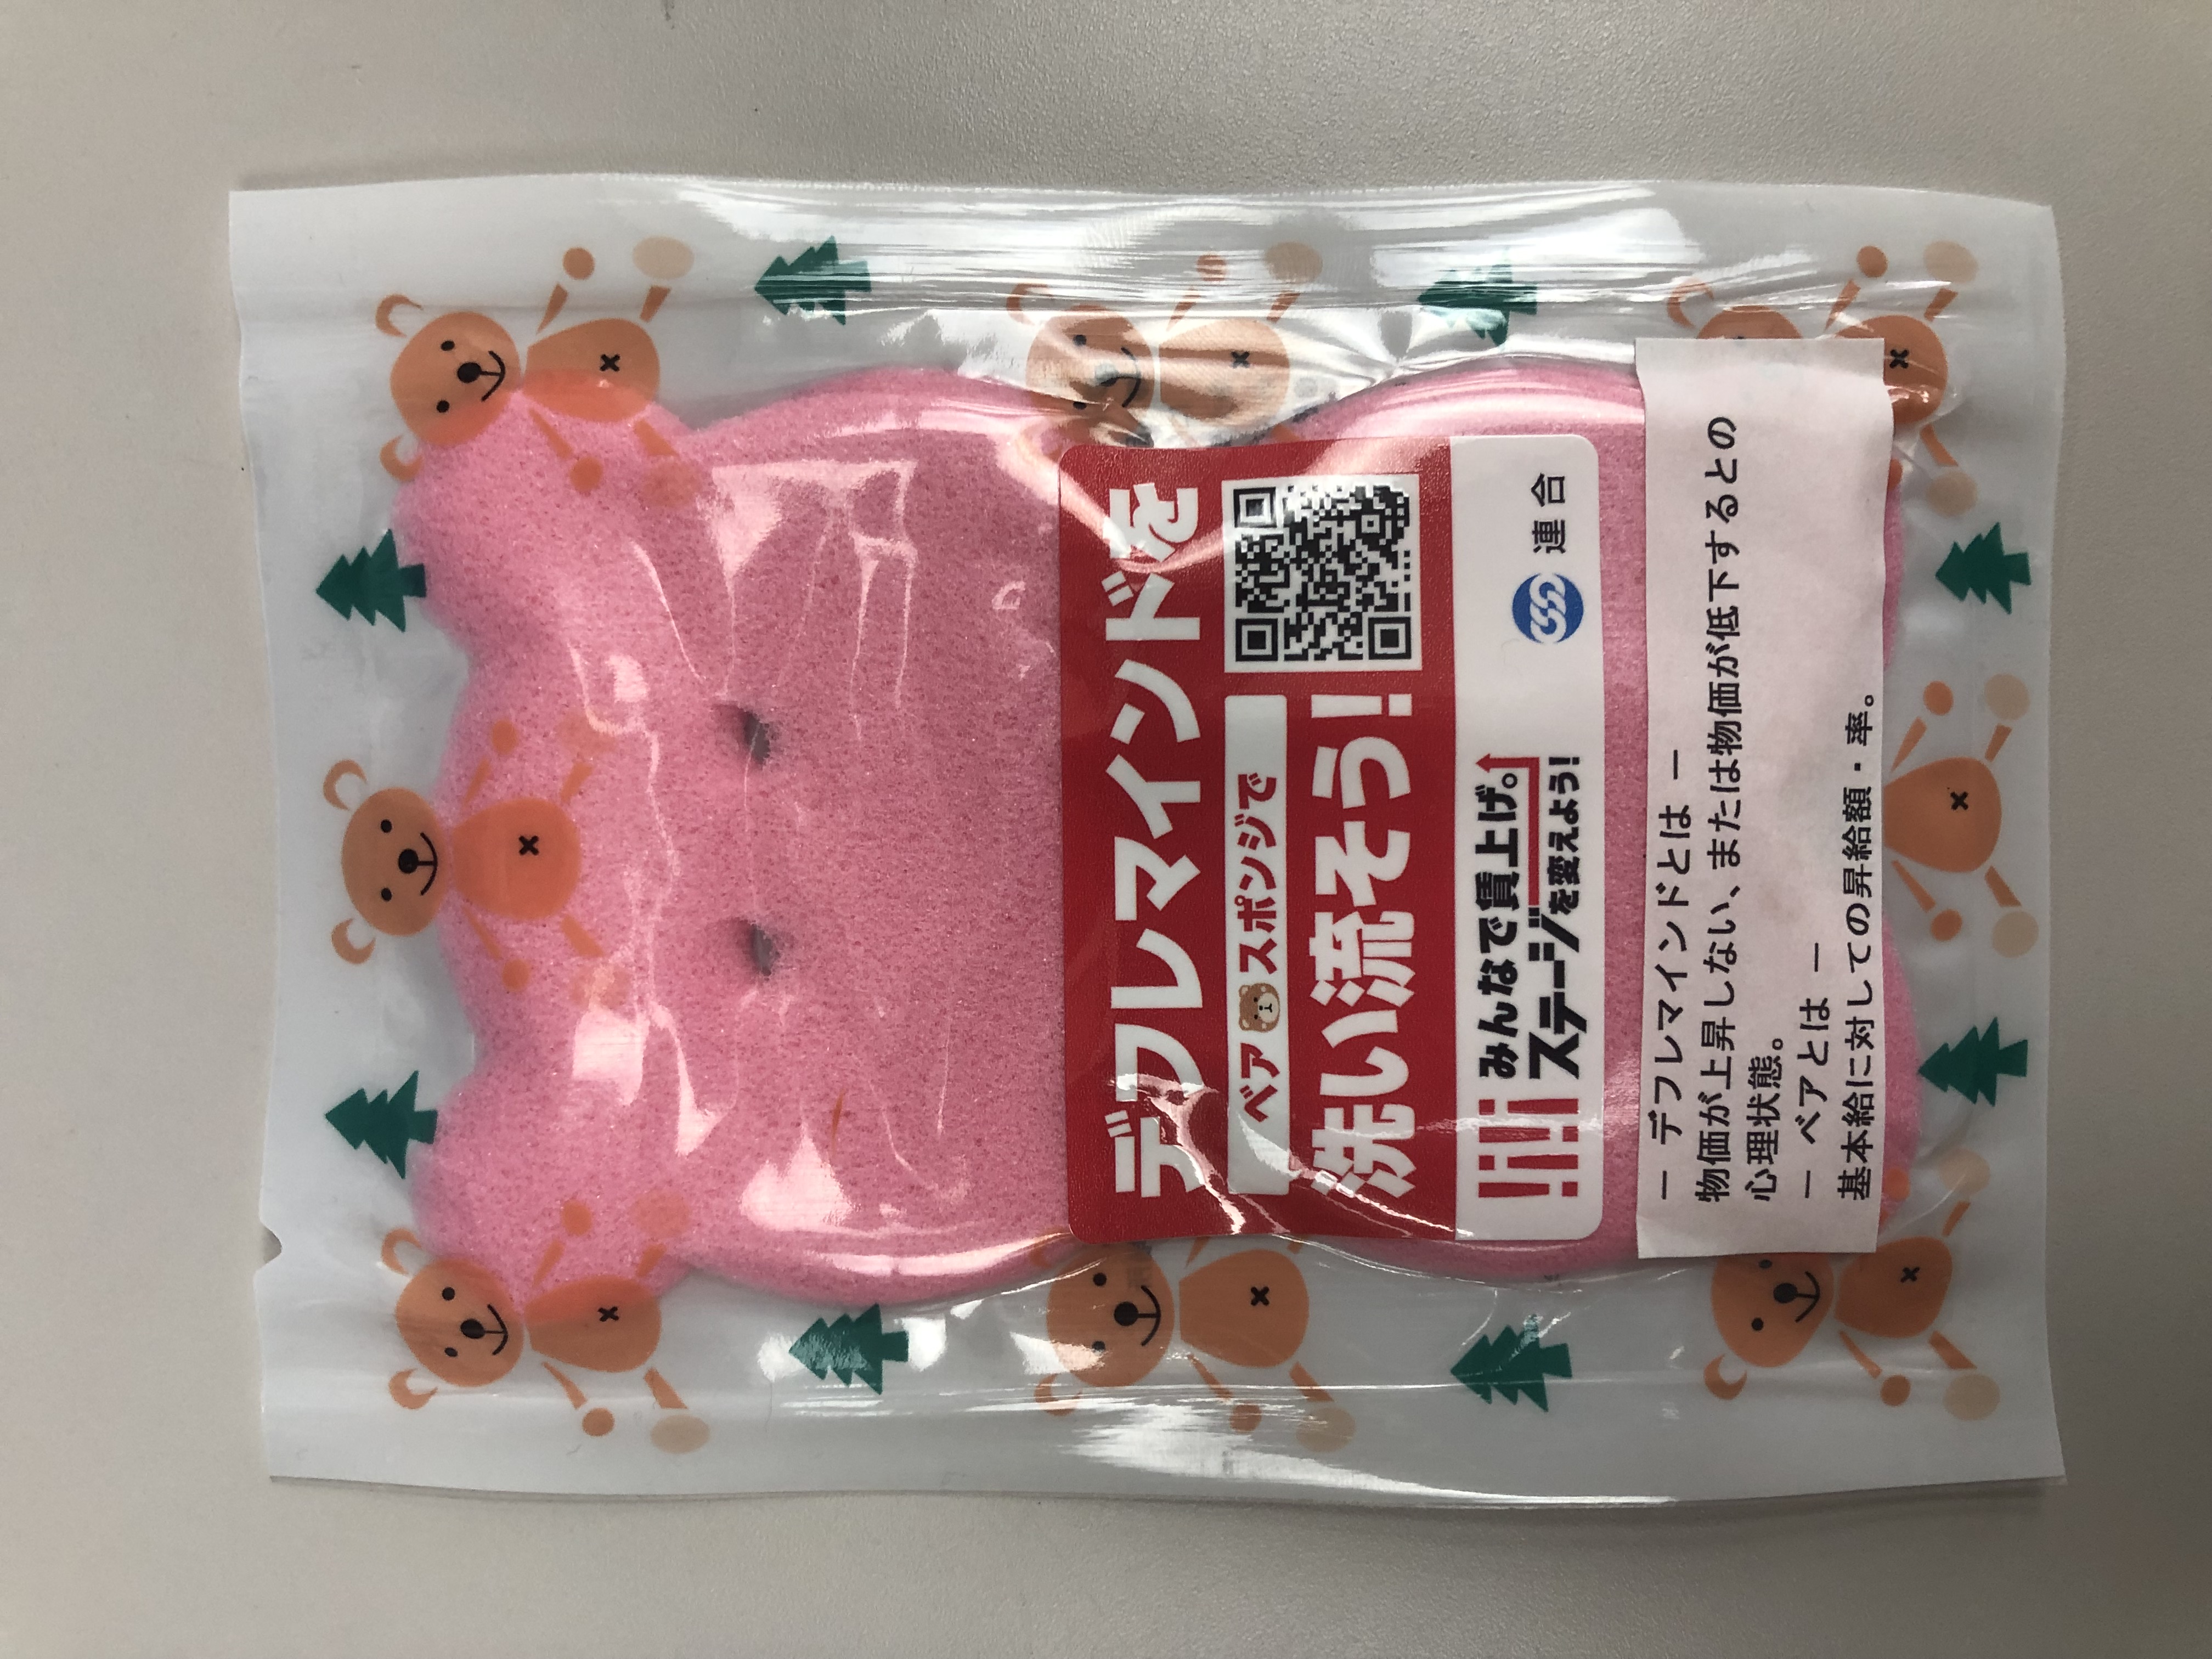 デフレマインドを
ベアスポンジで
洗い流そう!
みんなで賃上げ。
ステージを変えよう!
連合
― デフレマインドとは ―
物価が上昇しない、または物価が低下するとの
心理状態。
― ベアとは ―
基本給に対しての昇給額・率。